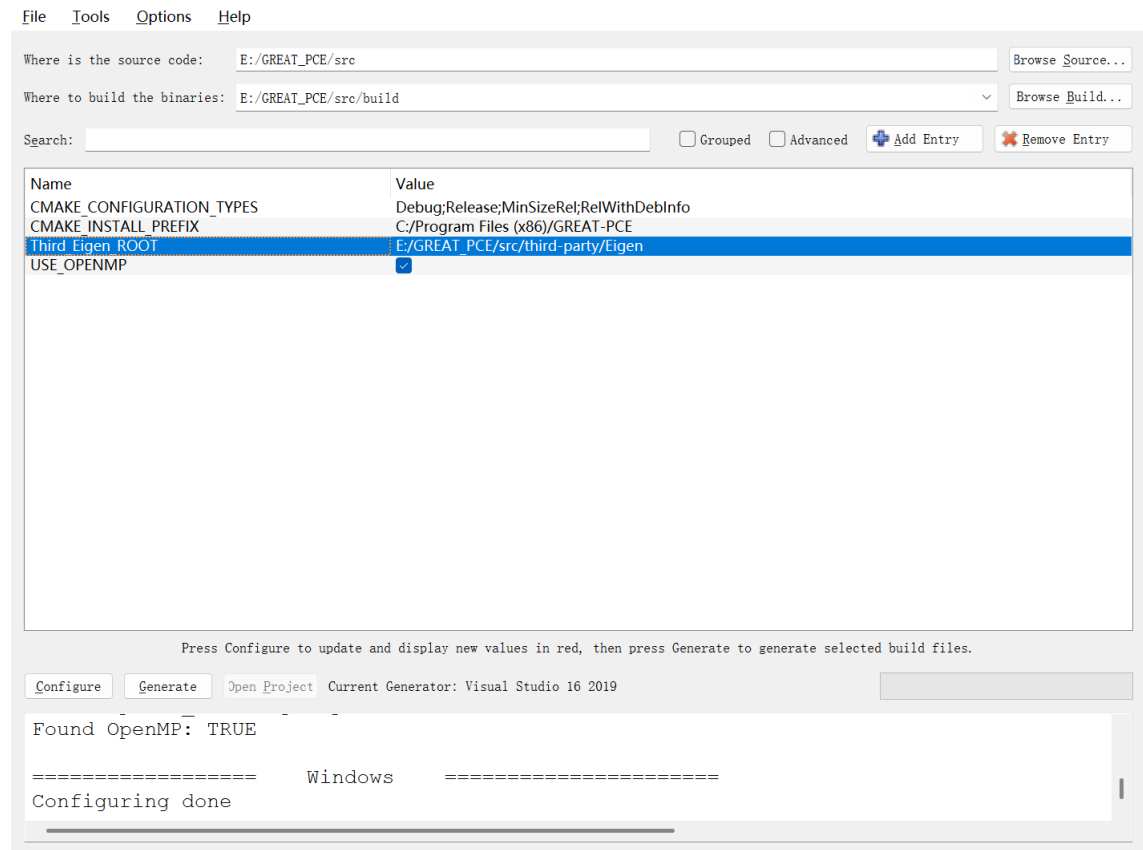 File Tools Options Help
Where is the source code: E:/GREAT_PCE/src Browse Source...
Where to build the binaries: E:/GREAT_PCE/src/build Browse Build...
Search: Grouped Advanced Add Entry Remove Entry
Name Value
CMAKE_CONFIGURATION_TYPES Debug;Release;MinSizeRel;RelWithDebInfo
CMAKE_INSTALL_PREFIX C:/Program Files (x86)/GREAT-PCE
Third_Eigen_ROOT E:/GREAT_PCE/src/third-party/Eigen
USE_OPENMP
Press Configure to update and display new values in red, then press Generate to generate selected build files.
Configure Generate Open Project Current Generator: Visual Studio 16 2019
Found OpenMP: TRUE
================== Windows ======================
Configuring done